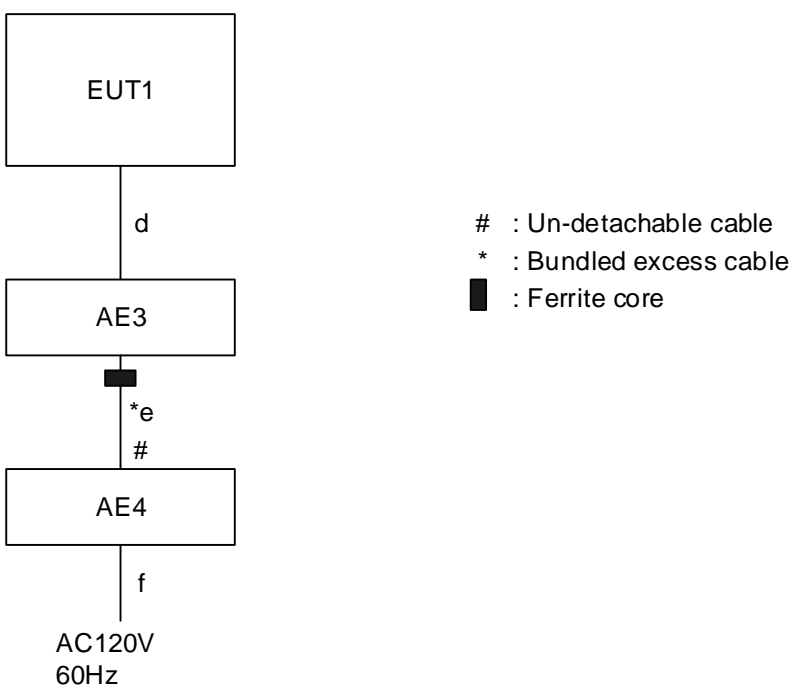 EUT1
d
# : Un-detachable cable
* : Bundled excess cable
: Ferrite core
AE3
*e
#
AE4
f
AC120V
60Hz